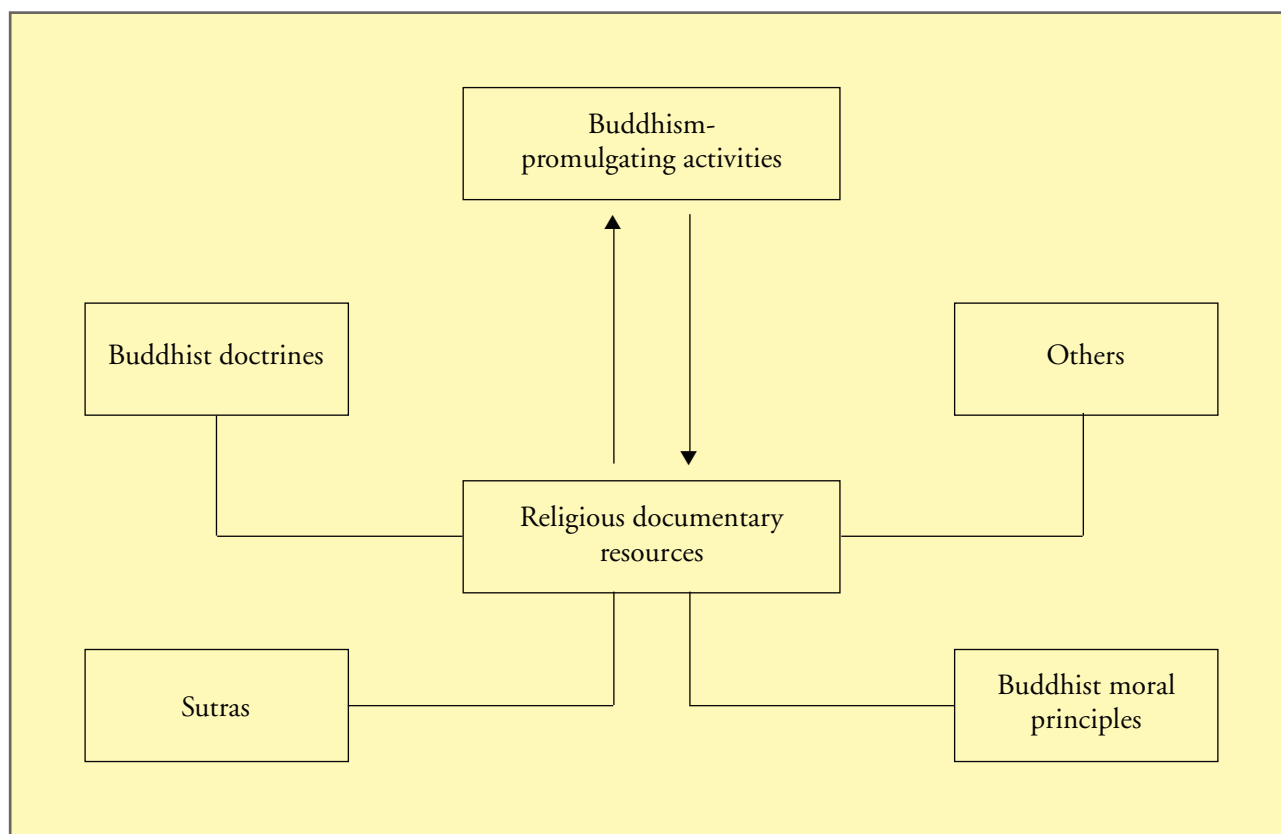 Buddhism-
promulgating activities
Buddhist doctrines
Others
Religious documentary
resources
Sutras
Buddhist moral
principles